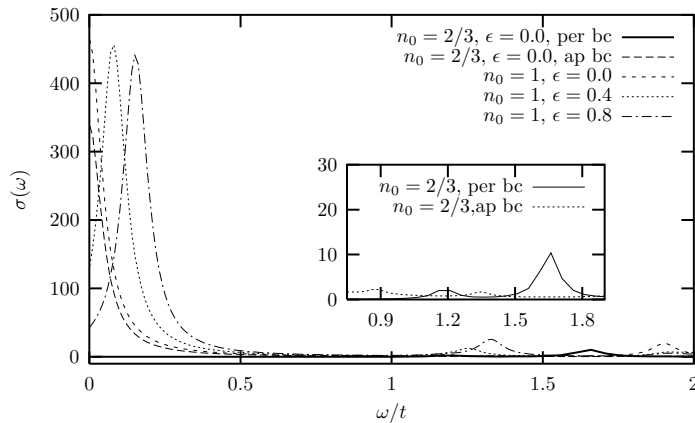 500
400
300
200
100
0
σ(ω)
n₀ = 2/3, ϵ = 0.0, per bc
n₀ = 2/3, ϵ = 0.0, ap bc
n₀ = 1, ϵ = 0.0
n₀ = 1, ϵ = 0.4
n₀ = 1, ϵ = 0.8
30
20
10
0
n₀ = 2/3, per bc
n₀ = 2/3,ap bc
0.9 1.2 1.5 1.8
0 0.5 1 1.5 2
ω/t